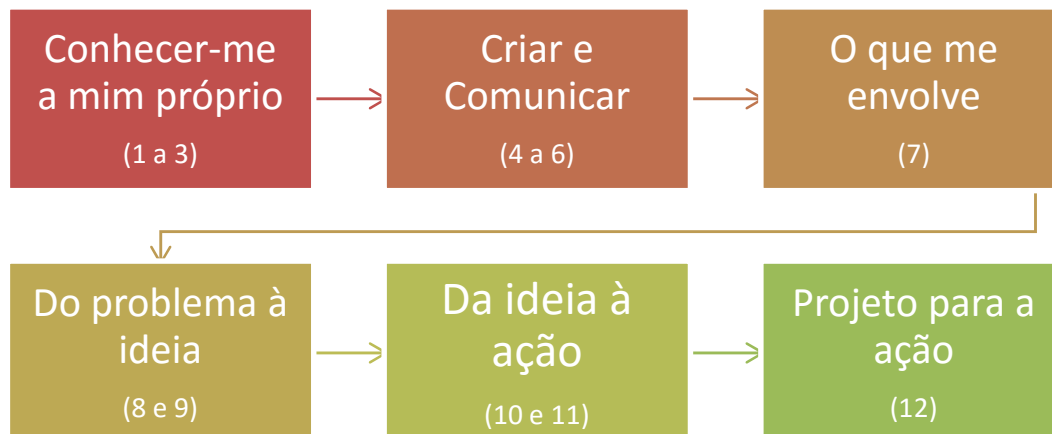 Conhecer-me
a mim próprio
(1 a 3)
Criar e
Comunicar
(4 a 6)
O que me
envolve
(7)
Do problema à
ideia
(8 e 9)
Da ideia à
ação
(10 e 11)
Projeto para a
ação
(12)